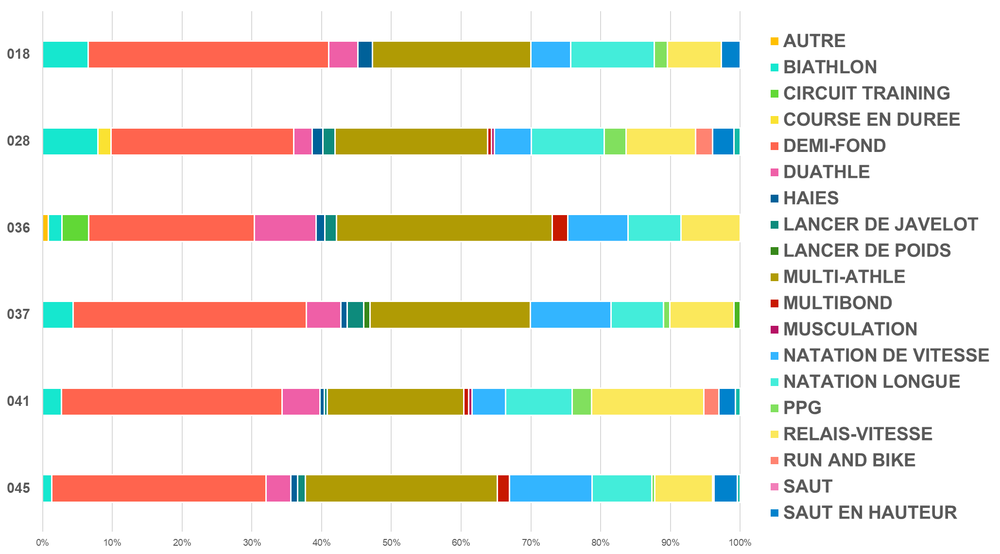 018
028
036
037
041
045
0%
10%
20%
30%
40%
50%
60%
70%
80%
90%
100%
AUTRE
BIATHLON
CIRCUIT TRAINING
COURSE EN DUREE
DEMI-FOND
DUATHLE
HAIES
LANCER DE JAVELOT
LANCER DE POIDS
MULTI-ATHLE
MULTIBOND
MUSCULATION
NATATION DE VITESSE
NATATION LONGUE
PPG
RELAIS-VITESSE
RUN AND BIKE
SAUT
SAUT EN HAUTEUR